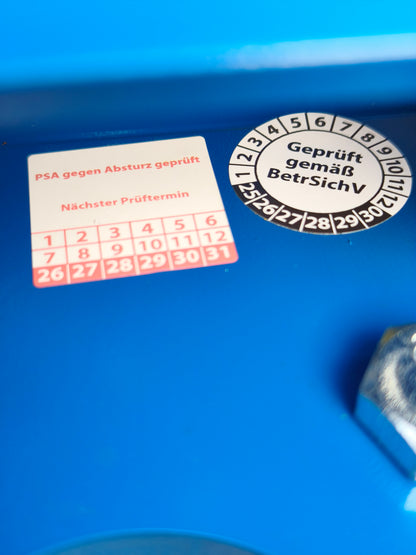 PSA gegen Absturz geprüft
Nächster Prüftermin
1 2 3 4 5 6
7 8 9 10 11 12
26 27 28 29 30 31
1 2 3 4 5 6 7 8 9 10 11 12
Geprüft
gemäß
BetrSichV
25 26 27 28 29 30